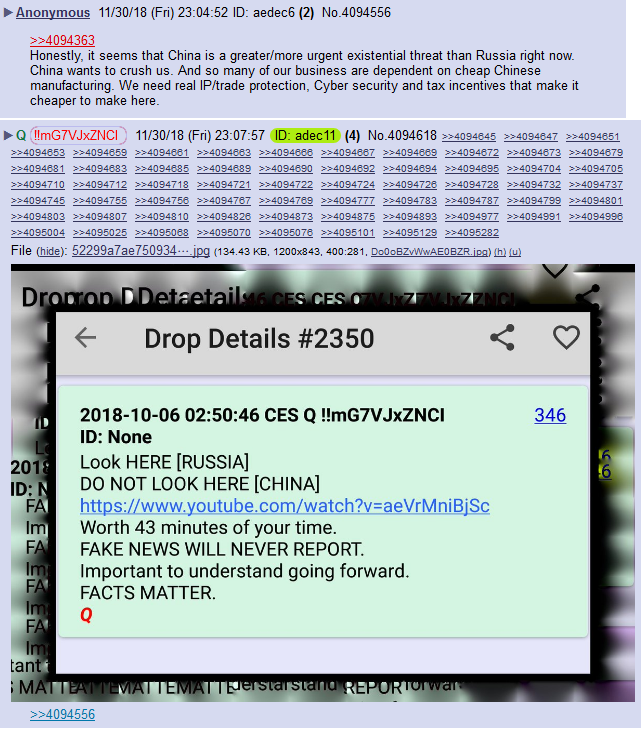 Anonymous 11/30/18 (Fri) 23:04:52 ID: aedec6 (2) No.4094556
>>4094363
Honestly, it seems that China is a greater/more urgent existential threat than Russia right now.
China wants to crush us. And so many of our business are dependent on cheap Chinese
manufacturing. We need real IP/trade protection, Cyber security and tax incentives that make it
cheaper to make here.
Q !!mG7VJxZNCI 11/30/18 (Fri) 23:07:57 ID: adec11 (4) No.4094618 >>4094645 >>4094647 >>4094651
>>4094653 >>4094659 >>4094661 >>4094663 >>4094666 >>4094667 >>4094669 >>4094672 >>4094673 >>4094679
>>4094681 >>4094683 >>4094685 >>4094689 >>4094690 >>4094692 >>4094694 >>4094695 >>4094704 >>4094705
>>4094710 >>4094712 >>4094718 >>4094721 >>4094722 >>4094724 >>4094726 >>4094728 >>4094732 >>4094737
>>4094745 >>4094746 >>4094767 >>4094769 >>4094777 >>4094783 >>4094787 >>4094799 >>4094801
>>4094803 >>4094807 >>4094810 >>4094826 >>4094873 >>4094875 >>4094893 >>4094977 >>4094991 >>4094996
>>4095004 >>4095025 >>4095068 >>4095070 >>4095076 >>4095101 >>4095129 >>4095282
File (hide): 52299a7ae750934⋯.jpg (134.43 KB, 1200x843, 400:281, Do0oBZvWwAE0BZR.jpg) (h) (u)
Drop Details #2350
2018-10-06 02:50:46 CES Q !!mG7VJxZNCI 346
ID: None
Look HERE [RUSSIA]
DO NOT LOOK HERE [CHINA]
https://www.youtube.com/watch?v=aeVrMniBjSc
Worth 43 minutes of your time.
FAKE NEWS WILL NEVER REPORT.
Important to understand going forward.
FACTS MATTER.
Q
>>4094556